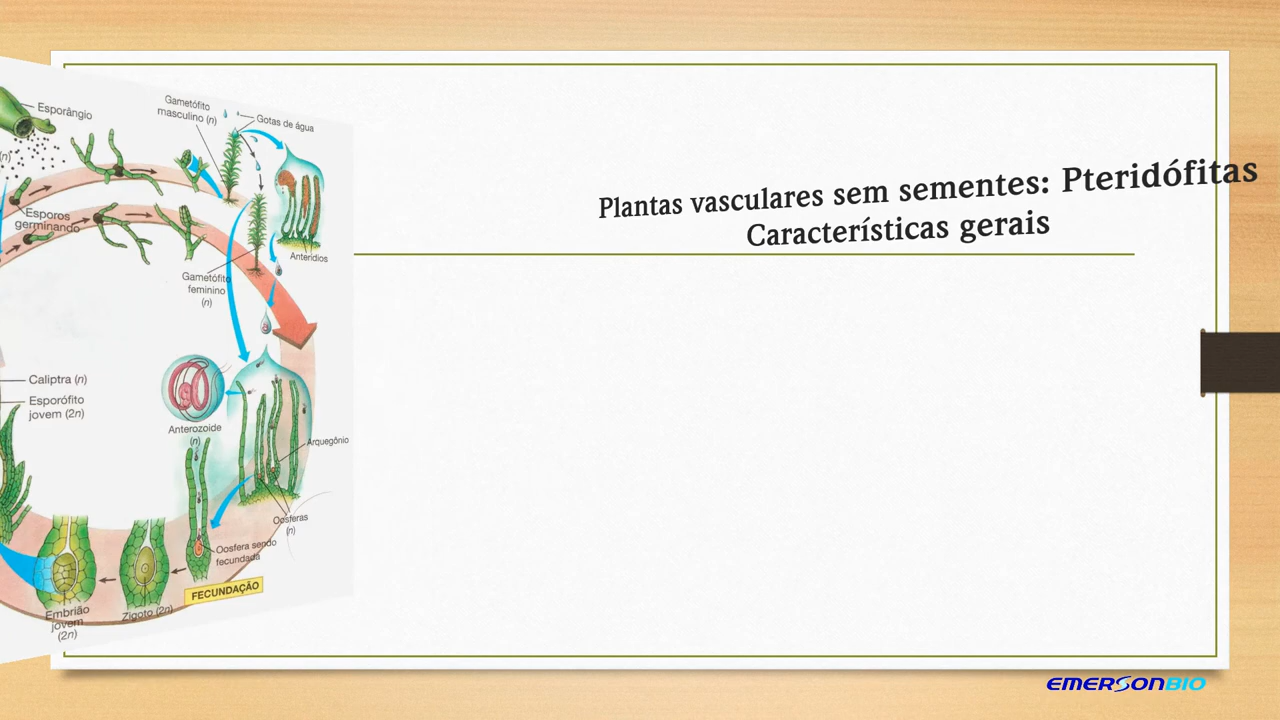 Plantas vasculares sem sementes: Pteridófitas
Características gerais
Esporângio
(n)
Gametófito
masculino (n)
Gotas de água
Esporos
germinando
Anterídios
Gametófito
feminino
(n)
Caliptra (n)
Esporófito
jovem (2n)
Anterozoide
(n)
Arquegônio
Oosferas
(n)
Oosfera sendo
fecundada
FECUNDAÇÃO
Embrião
jovem
(2n)
Zigoto (2n)
EMERSONBIO